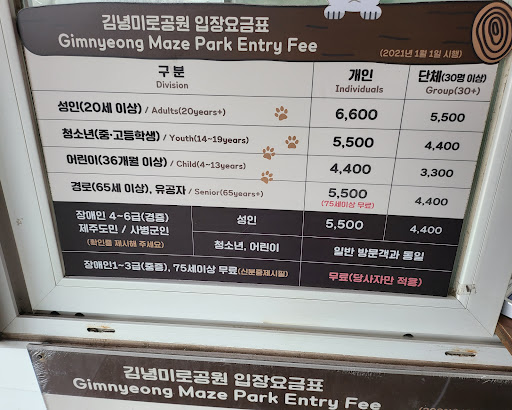 김녕미로공원 입장요금표
Gimnyeong Maze Park Entry Fee
(2021년 1월 1일 시행)
구 분 개인 단체(30명 이상)
Division Individuals Group(30+)
성인(20세 이상) / Adults(20years+) 6,600 5,500
청소년(중·고등학생) / Youth(14~19years) 5,500 4,400
어린이(36개월 이상) / Child(4~13years) 4,400 3,300
경로(65세 이상), 유공자 / Senior(65years+) 5,500 4,400
(75세이상 무료)
장애인 4~6급(경증) 성인 5,500 4,400
제주도민 / 사병군인
(확인증 제시해 주세요) 청소년, 어린이 일반 방문객과 동일
장애인1~3급(중증), 75세이상 무료(신분증제시필) 무료(당사자만 적용)
김녕미로공원 입장요금표
Gimnyeong Maze Park Entry Fee